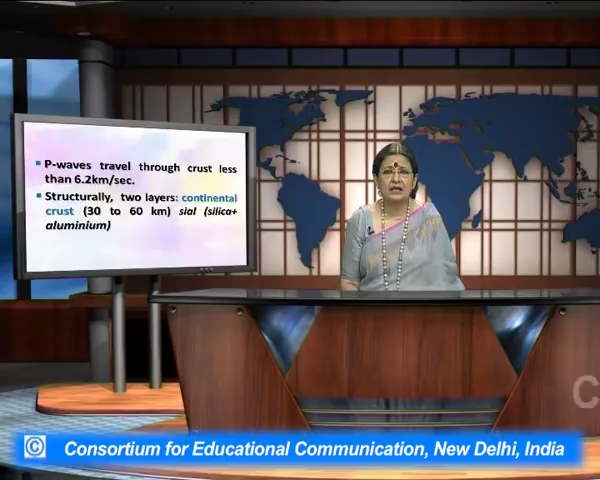 P-waves travel through crust less
than 6.2km/sec.
Structurally, two layers: continental
crust (30 to 60 km) sial (silica+
aluminium)
C
© Consortium for Educational Communication, New Delhi, India